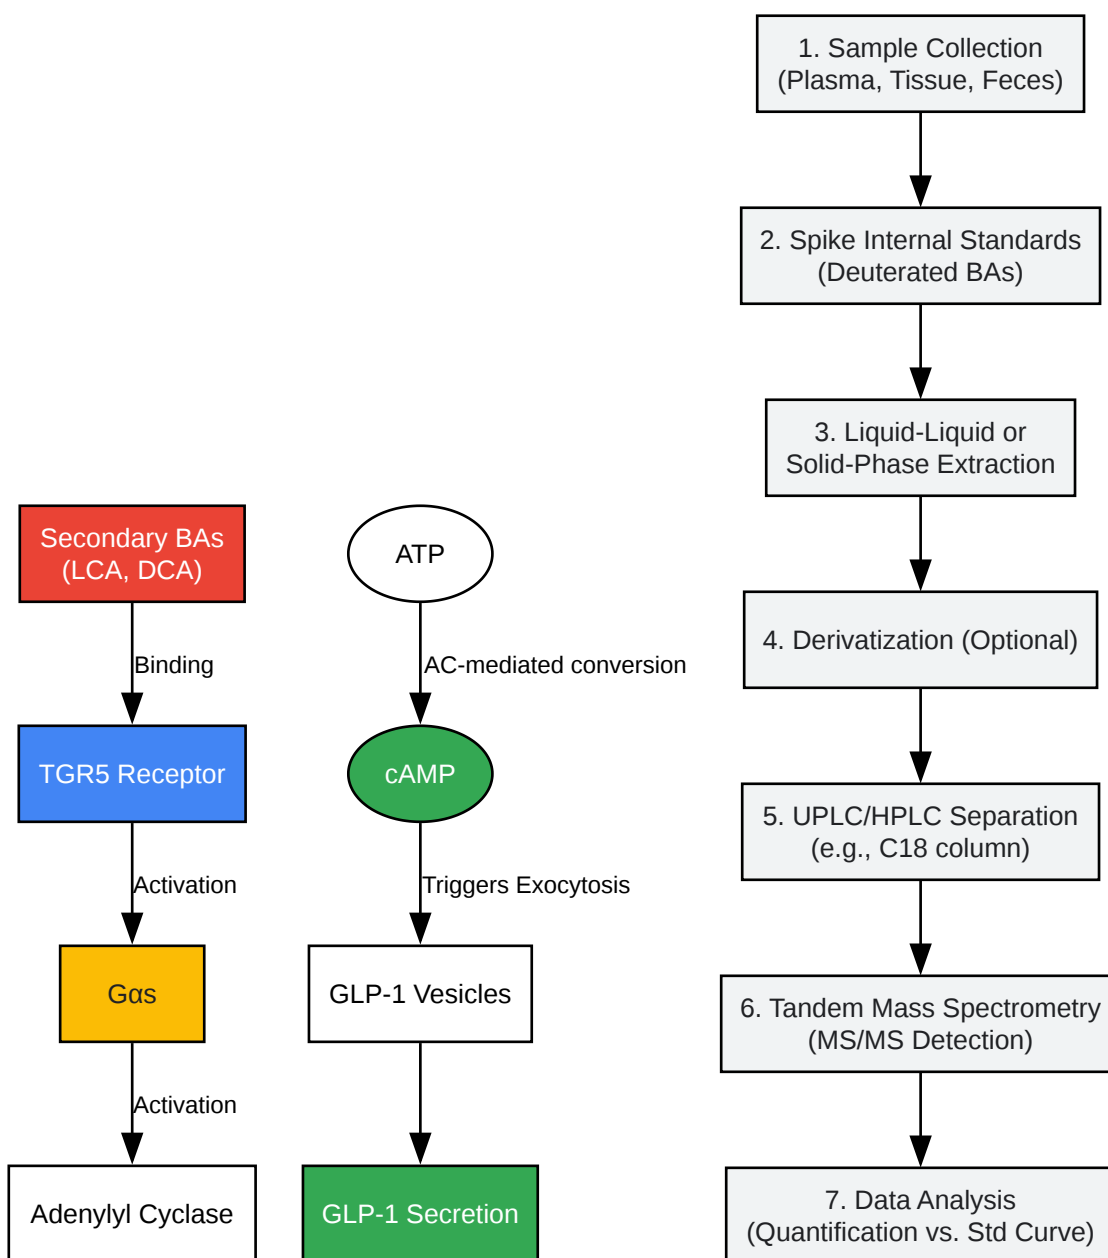 Secondary BAs
(LCA, DCA)
Binding
TGR5 Receptor
Activation
Gαs
Activation
Adenylyl Cyclase
ATP
AC-mediated conversion
cAMP
Triggers Exocytosis
GLP-1 Vesicles
GLP-1 Secretion
1. Sample Collection
(Plasma, Tissue, Feces)
2. Spike Internal Standards
(Deuterated BAs)
3. Liquid-Liquid or
Solid-Phase Extraction
4. Derivatization (Optional)
5. UPLC/HPLC Separation
(e.g., C18 column)
6. Tandem Mass Spectrometry
(MS/MS Detection)
7. Data Analysis
(Quantification vs. Std Curve)